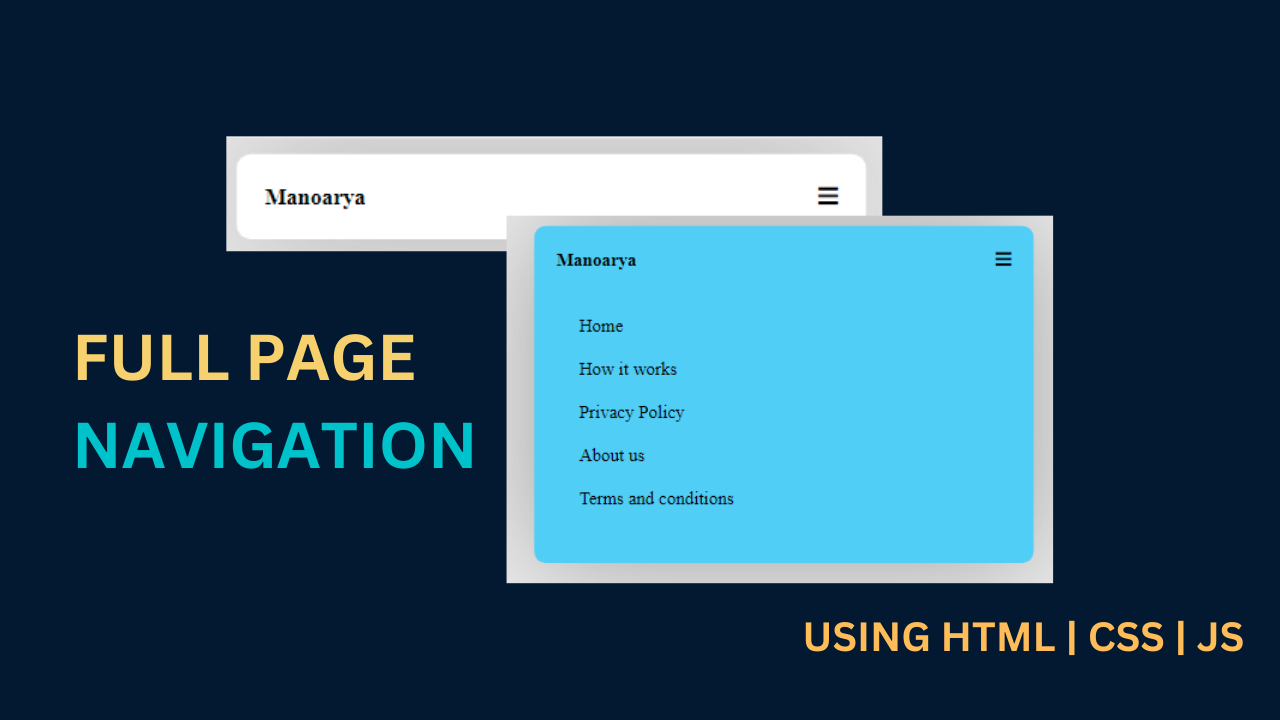 Manoarya
Manoarya
Home
How it works
Privacy Policy
About us
Terms and conditions
FULL PAGE
NAVIGATION
USING HTML | CSS | JS